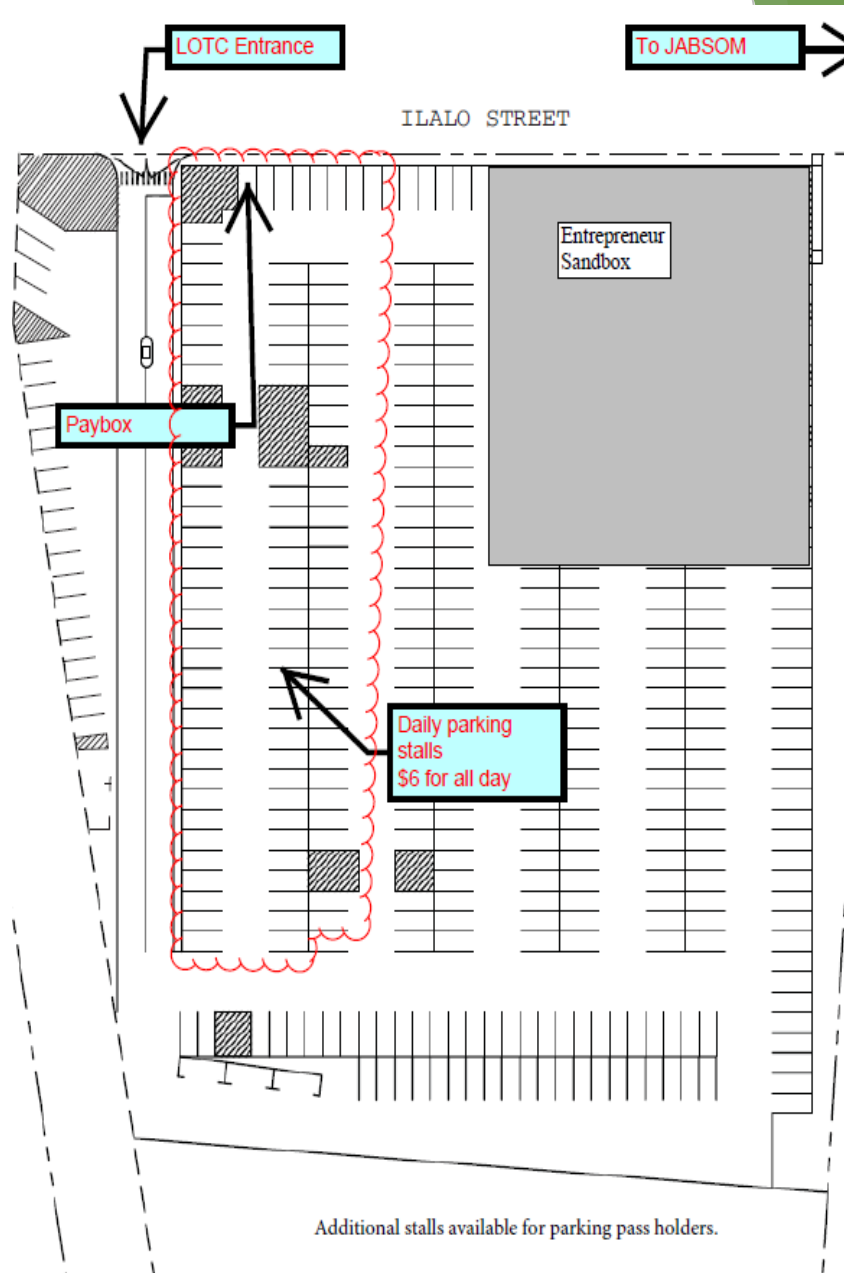 LOTC Entrance
To JABSOM
ILALO STREET
Entrepreneur
Sandbox
Paybox
Daily parking
stalls
$6 for all day
Additional stalls available for parking pass holders.